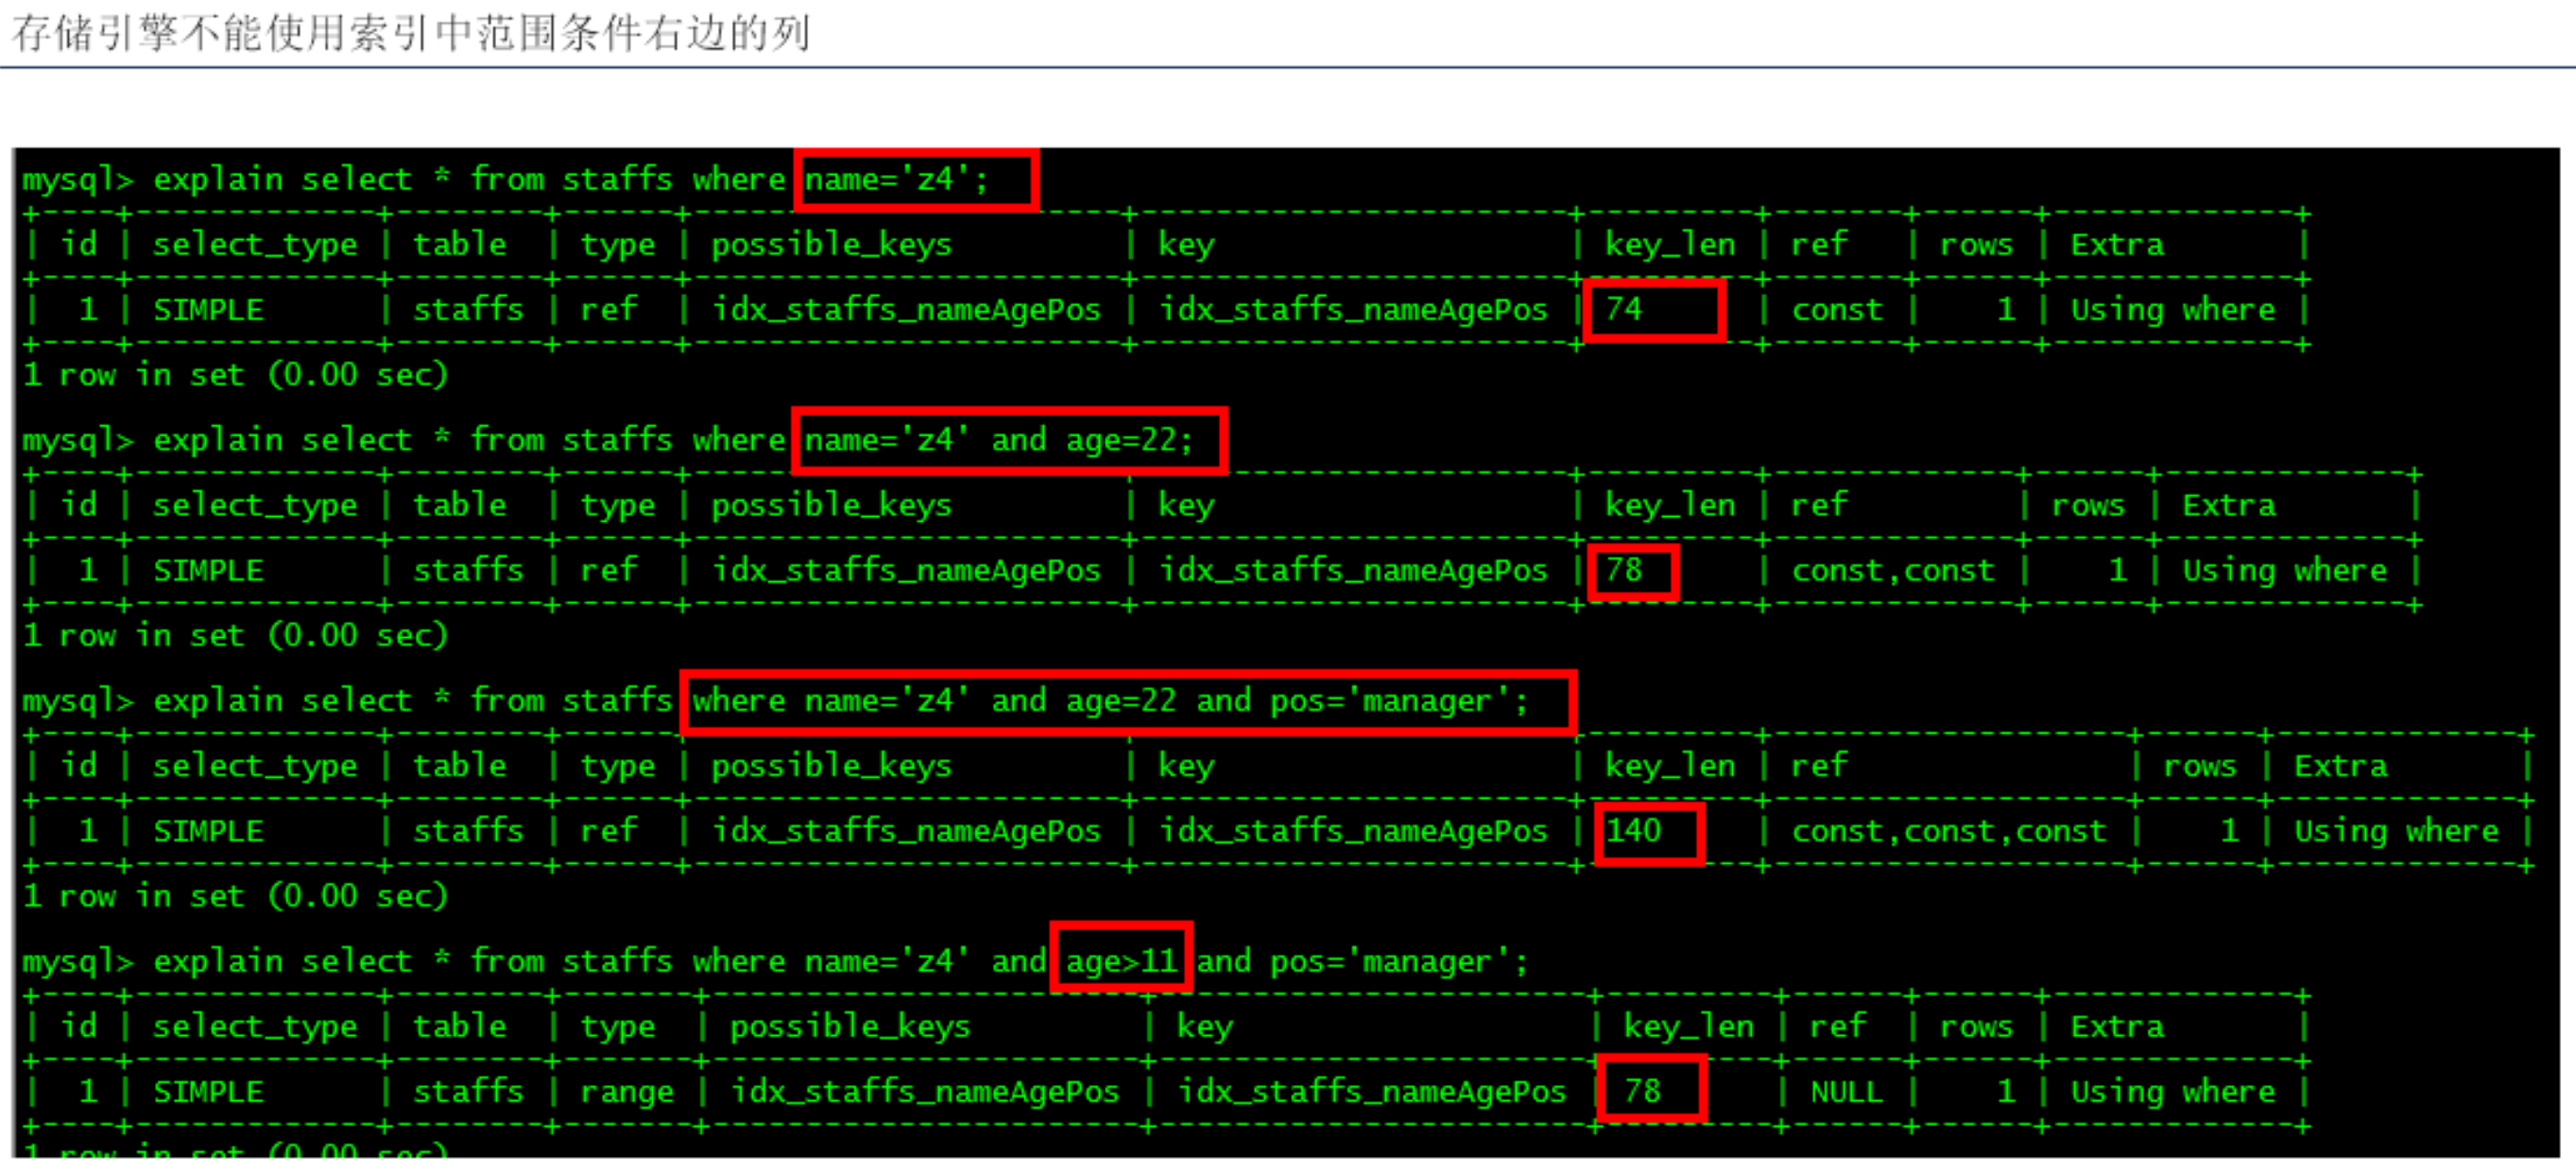 存储引擎不能使用索引中范围条件右边的列
mysql> explain select * from staffs where name='z4';
+----+-------------+--------+------+-----------------------+-----------------------+---------+-------+------+-------------+
| id | select_type | table  | type | possible_keys         | key                   | key_len | ref   | rows | Extra       |
+----+-------------+--------+------+-----------------------+-----------------------+---------+-------+------+-------------+
|  1 | SIMPLE      | staffs | ref  | idx_staffs_nameAgePos | idx_staffs_nameAgePos | 74      | const |    1 | Using where |
+----+-------------+--------+------+-----------------------+-----------------------+---------+-------+------+-------------+
1 row in set (0.00 sec)
mysql> explain select * from staffs where name='z4' and age=22;
+----+-------------+--------+------+-----------------------+-----------------------+---------+-------------+------+-------------+
| id | select_type | table  | type | possible_keys         | key                   | key_len | ref         | rows | Extra       |
+----+-------------+--------+------+-----------------------+-----------------------+---------+-------------+------+-------------+
|  1 | SIMPLE      | staffs | ref  | idx_staffs_nameAgePos | idx_staffs_nameAgePos | 78      | const,const |    1 | Using where |
+----+-------------+--------+------+-----------------------+-----------------------+---------+-------------+------+-------------+
1 row in set (0.00 sec)
mysql> explain select * from staffs where name='z4' and age=22 and pos='manager';
+----+-------------+--------+------+-----------------------+-----------------------+---------+-------------------+------+-------------+
| id | select_type | table  | type | possible_keys         | key                   | key_len | ref               | rows | Extra       |
+----+-------------+--------+------+-----------------------+-----------------------+---------+-------------------+------+-------------+
|  1 | SIMPLE      | staffs | ref  | idx_staffs_nameAgePos | idx_staffs_nameAgePos | 140     | const,const,const |    1 | Using where |
+----+-------------+--------+------+-----------------------+-----------------------+---------+-------------------+------+-------------+
1 row in set (0.00 sec)
mysql> explain select * from staffs where name='z4' and age>11 and pos='manager';
+----+-------------+--------+-------+-----------------------+-----------------------+---------+------+------+-------------+
| id | select_type | table  | type  | possible_keys         | key                   | key_len | ref  | rows | Extra       |
+----+-------------+--------+-------+-----------------------+-----------------------+---------+------+------+-------------+
|  1 | SIMPLE      | staffs | range | idx_staffs_nameAgePos | idx_staffs_nameAgePos | 78      | NULL |    1 | Using where |
+----+-------------+--------+-------+-----------------------+-----------------------+---------+------+------+-------------+
1 row in set (0.00 sec)